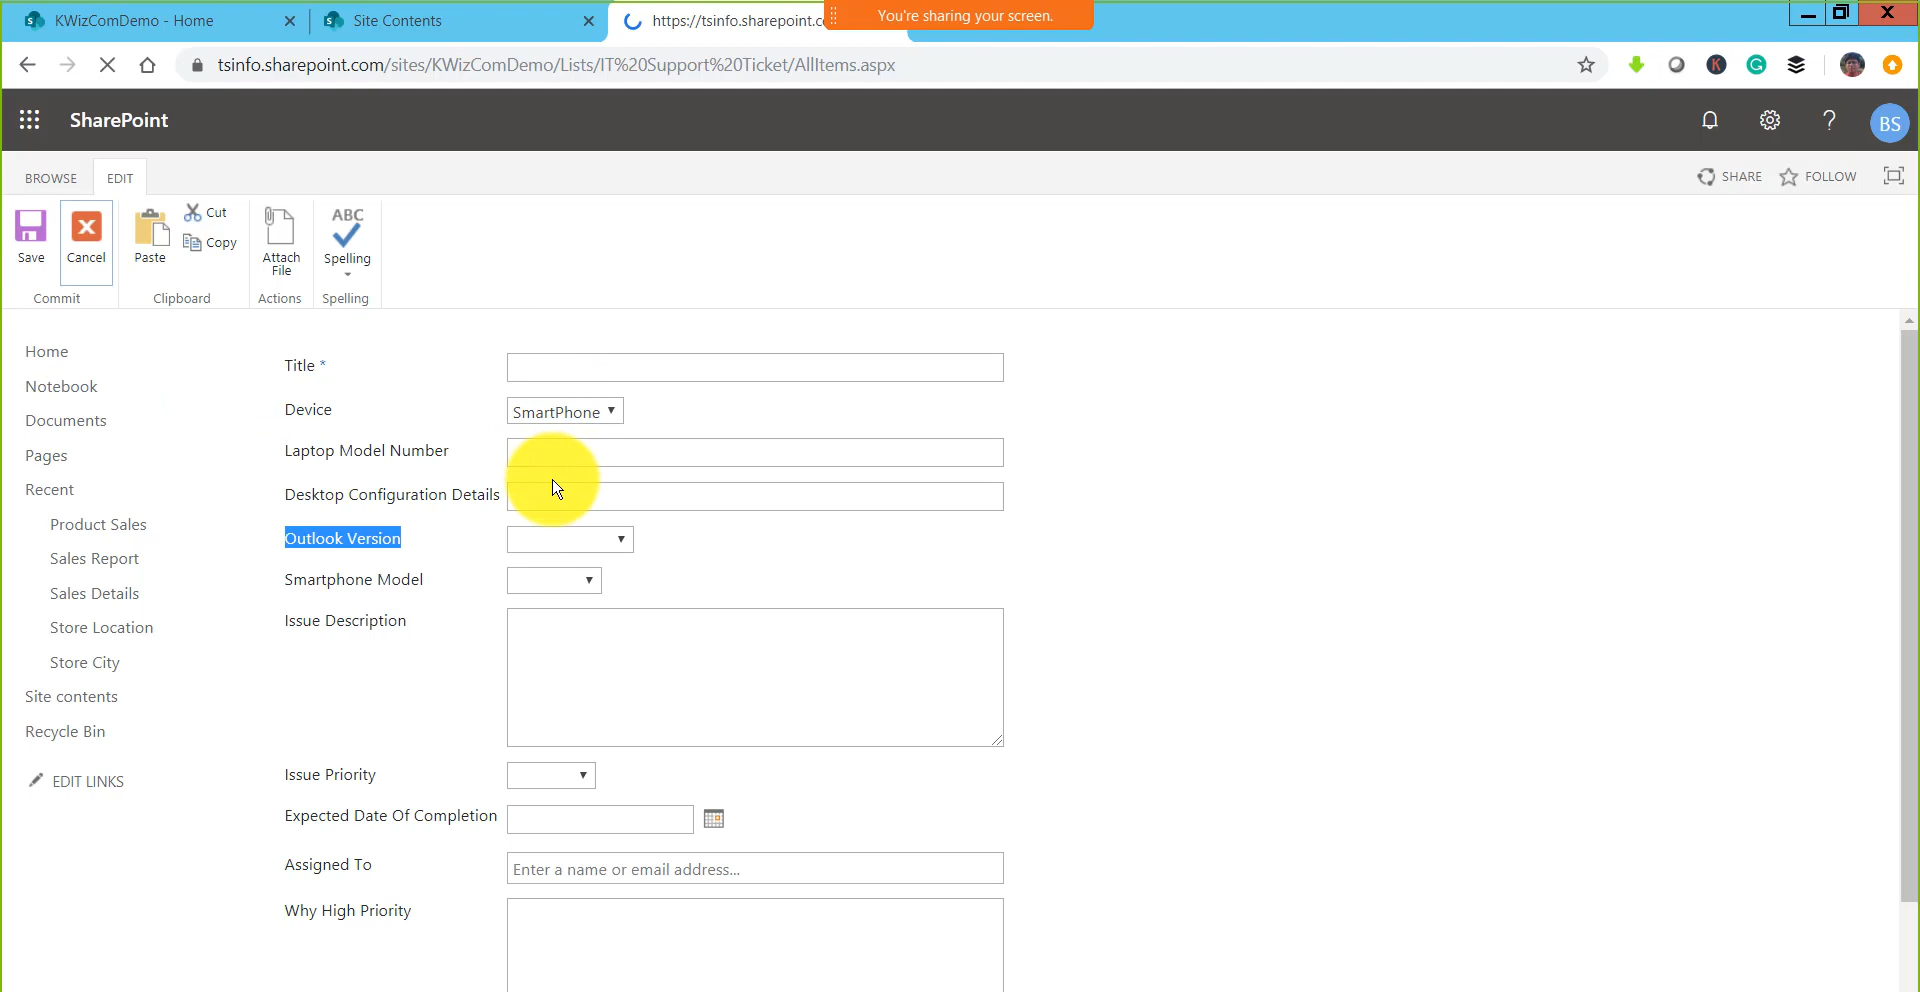 KWizComDemo - Home
Site Contents
https://tsinfo.sharepoint.co
You're sharing your screen.
tsinfo.sharepoint.com/sites/KWizComDemo/Lists/IT%20Support%20Ticket/AllItems.aspx
SharePoint
BS
BROWSE
EDIT
SHARE
FOLLOW
Save
Cancel
Paste
Cut
Copy
Attach File
ABC
Spelling
Commit
Clipboard
Actions
Spelling
Home
Notebook
Documents
Pages
Recent
Product Sales
Sales Report
Sales Details
Store Location
Store City
Site contents
Recycle Bin
EDIT LINKS
Title *
Device
SmartPhone
Laptop Model Number
Desktop Configuration Details
Outlook Version
Smartphone Model
Issue Description
Issue Priority
Expected Date Of Completion
Assigned To
Enter a name or email address...
Why High Priority